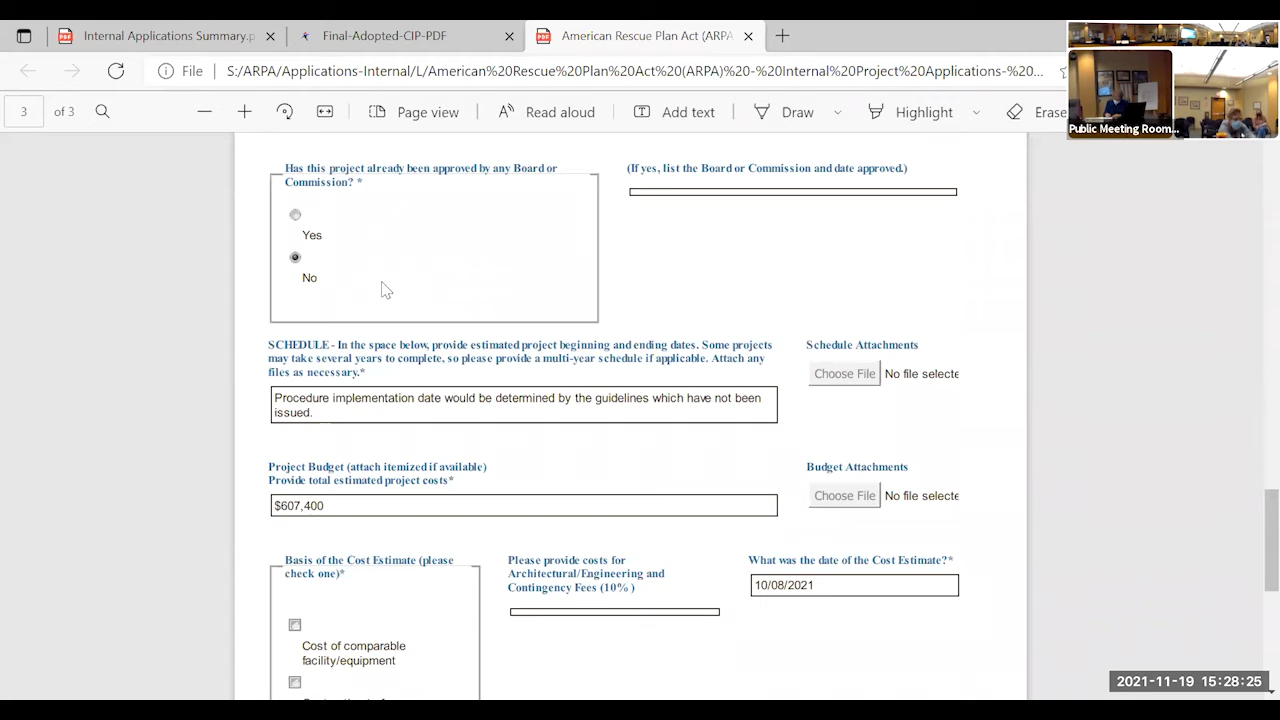 Internal Applications Summary.p
Final-Adopted-CIP-PDF
American Rescue Plan Act (ARPA)
File
S:/ARPA/Applications-Internal/L/American%20Rescue%20Plan%20Act%20(ARPA)%20-%20Internal%20Project%20Applications-%20...
3 of 3
Page view
Read aloud
Add text
Draw
Highlight
Erase
Public Meeting Room...
Has this project already been approved by any Board or
Commission? *
(If yes, list the Board or Commission and date approved.)
Yes
No
SCHEDULE - In the space below, provide estimated project beginning and ending dates. Some projects
may take several years to complete, so please provide a multi-year schedule if applicable. Attach any
files as necessary.*
Schedule Attachments
Choose File No file selecte
Procedure implementation date would be determined by the guidelines which have not been
issued.
Project Budget (attach itemized if available)
Provide total estimated project costs*
Budget Attachments
Choose File No file selecte
$607,400
Basis of the Cost Estimate (please
check one)*
Please provide costs for
Architectural/Engineering and
Contingency Fees (10% )
What was the date of the Cost Estimate?*
10/08/2021
Cost of comparable
facility/equipment
2021-11-19 15:28:25